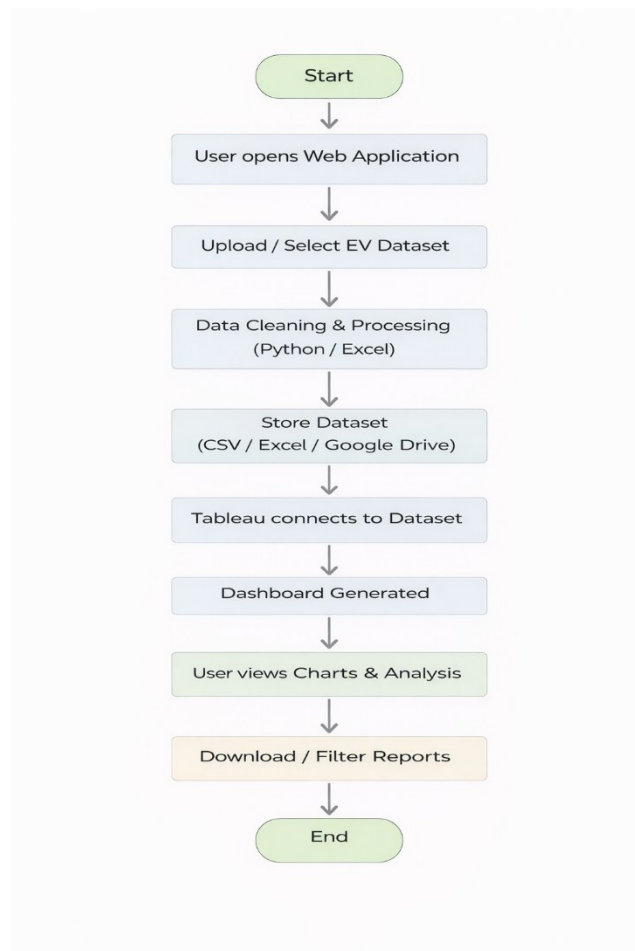 Start
User opens Web Application
Upload / Select EV Dataset
Data Cleaning & Processing
(Python / Excel)
Store Dataset
(CSV / Excel / Google Drive)
Tableau connects to Dataset
Dashboard Generated
User views Charts & Analysis
Download / Filter Reports
End